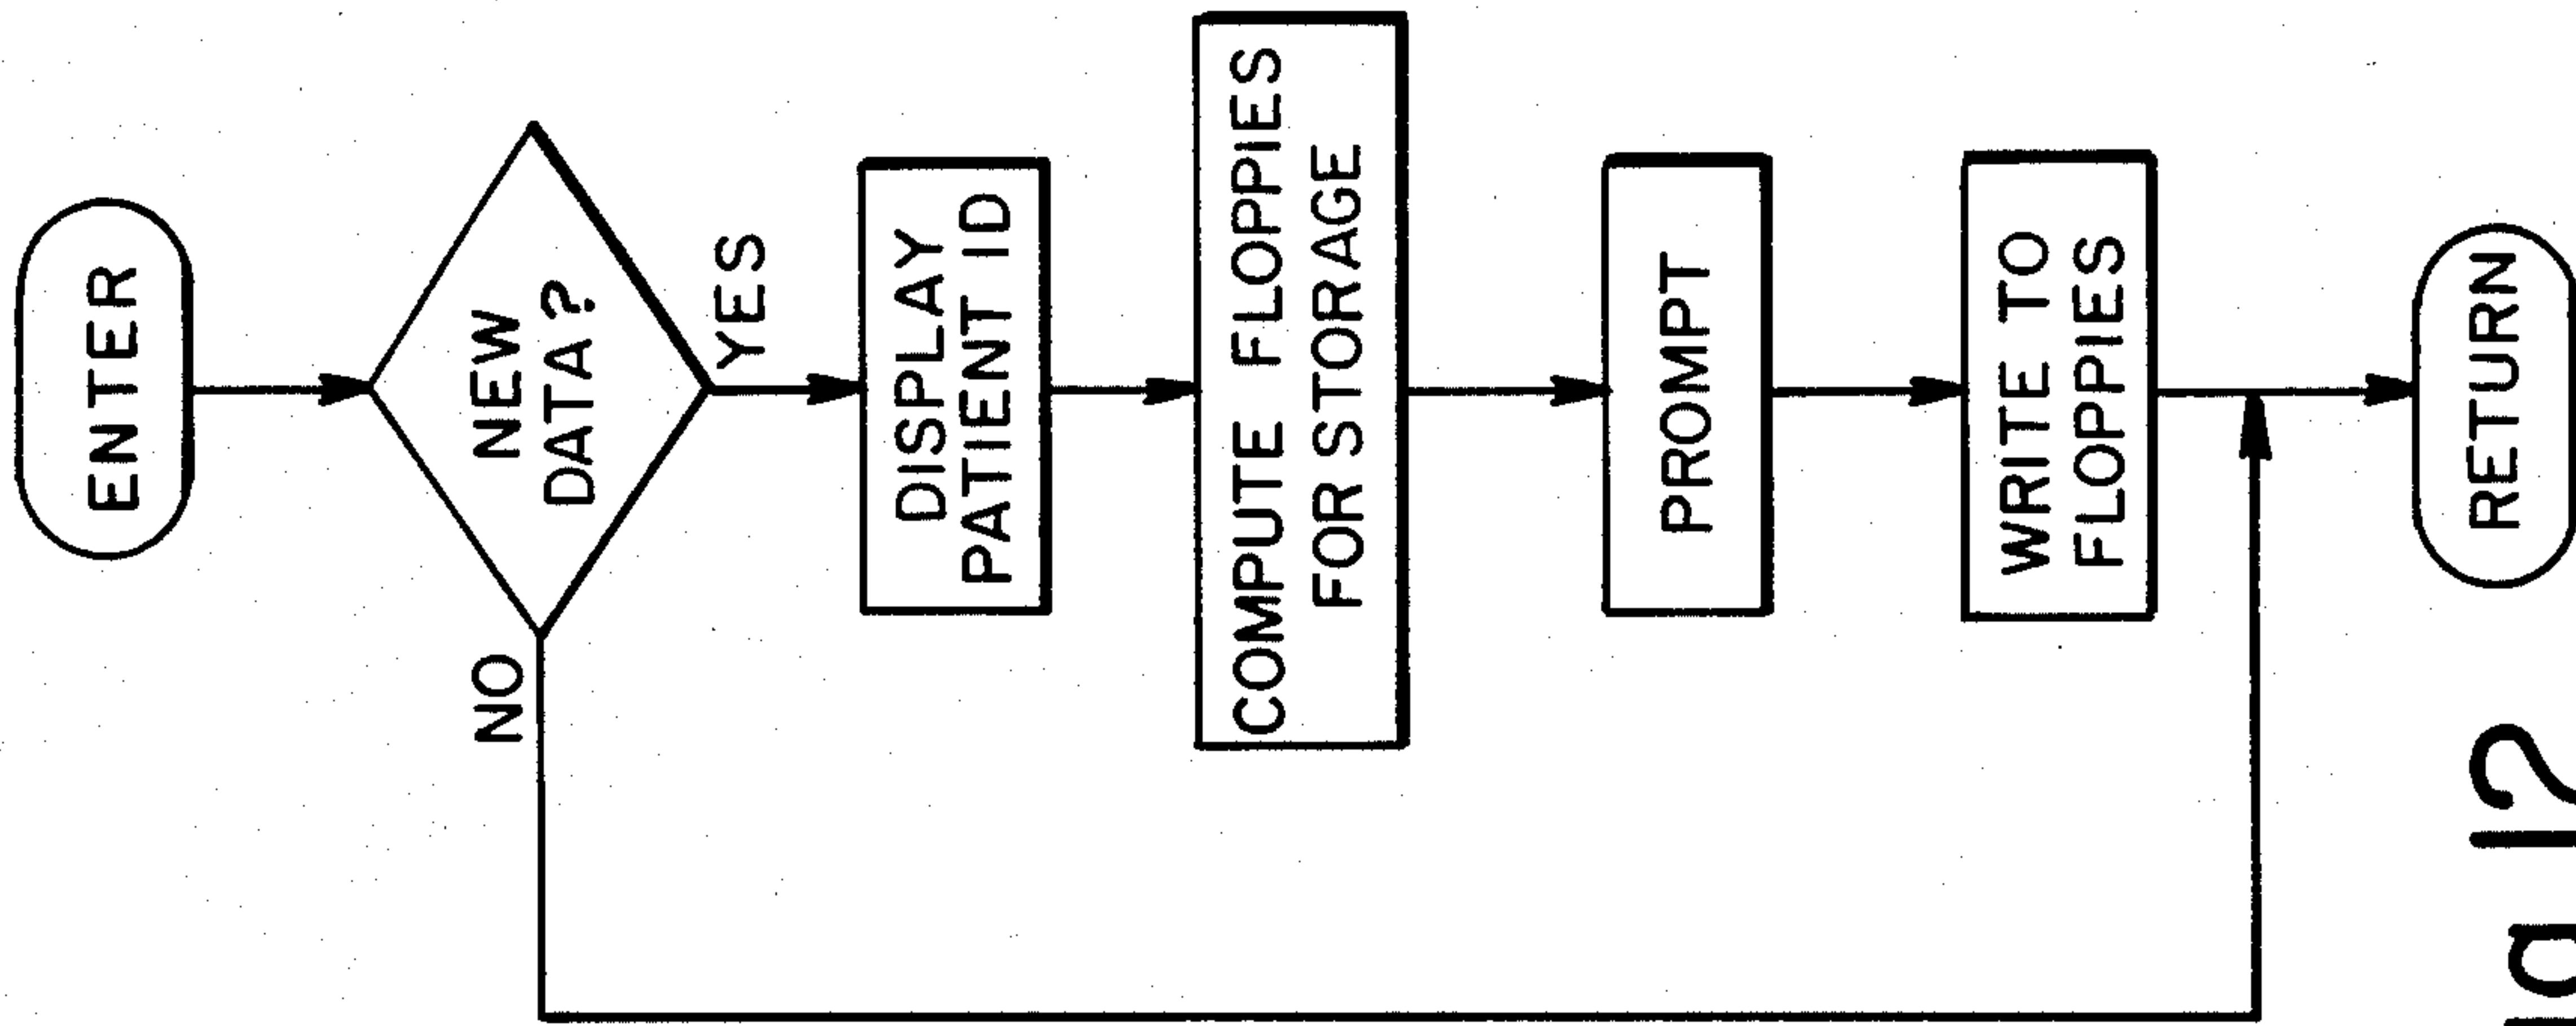 ENTER
NEW
DATA?
NO
YES
DISPLAY
PATIENT ID
COMPUTE FLOPPIES
FOR STORAGE
PROMPT
WRITE TO
FLOPPIES
RETURN